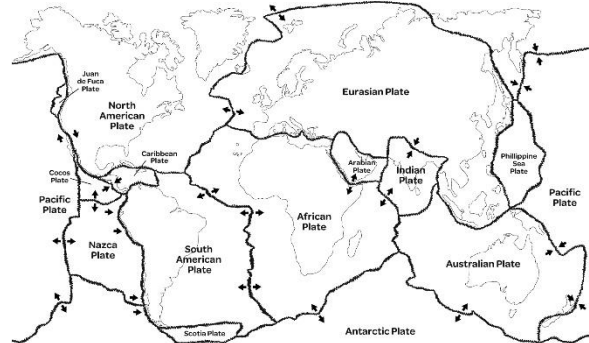 Juan
de Fuca
Plate
North
American
Plate
Eurasian Plate
Caribbean
Plate
Cocos
Plate
Arabian
Plate
Indian
Plate
Phillippine
Sea
Plate
Pacific
Plate
Pacific
Plate
Nazca
Plate
South
American
Plate
African
Plate
Australian Plate
Scotia Plate
Antarctic Plate